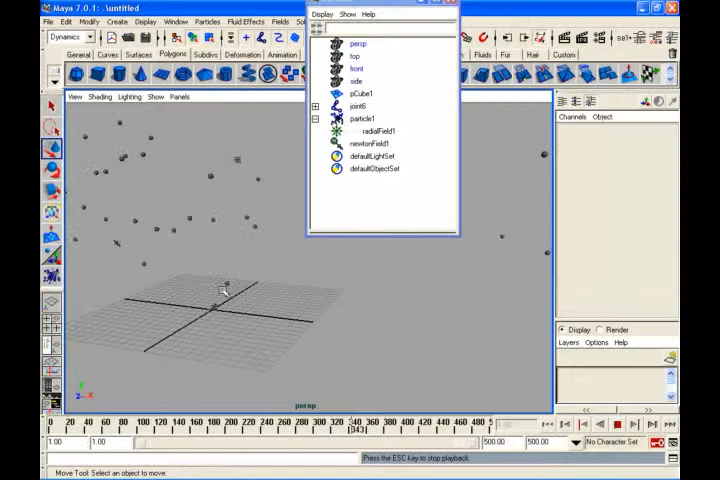 Maya 7.0.1: .\untitled
File Edit Modify Create Display Window Particles Fluid Effects Fields S
Dynamics
sel
General Curves Surfaces Polygons Subdivs Deformation Animation
Fluids Fur Hair Custom
Display Show Help
persp
top
front
side
pCube1
joint6
particle1
radialField1
newtonField1
defaultLightSet
defaultObjectSet
View Shading Lighting Show Panels
Channels Object
z x
persp
Display Render
Layers Options Help
0 20 40 60 80 100 120 140 160 180 200 220 240 260 280 300 320 340 360 380 400 420 440 460 480 5
343
1.00
1.00 1.00 500.00 500.00 No Character Set
Press the ESC key to stop playback.
Move Tool: Select an object to move.